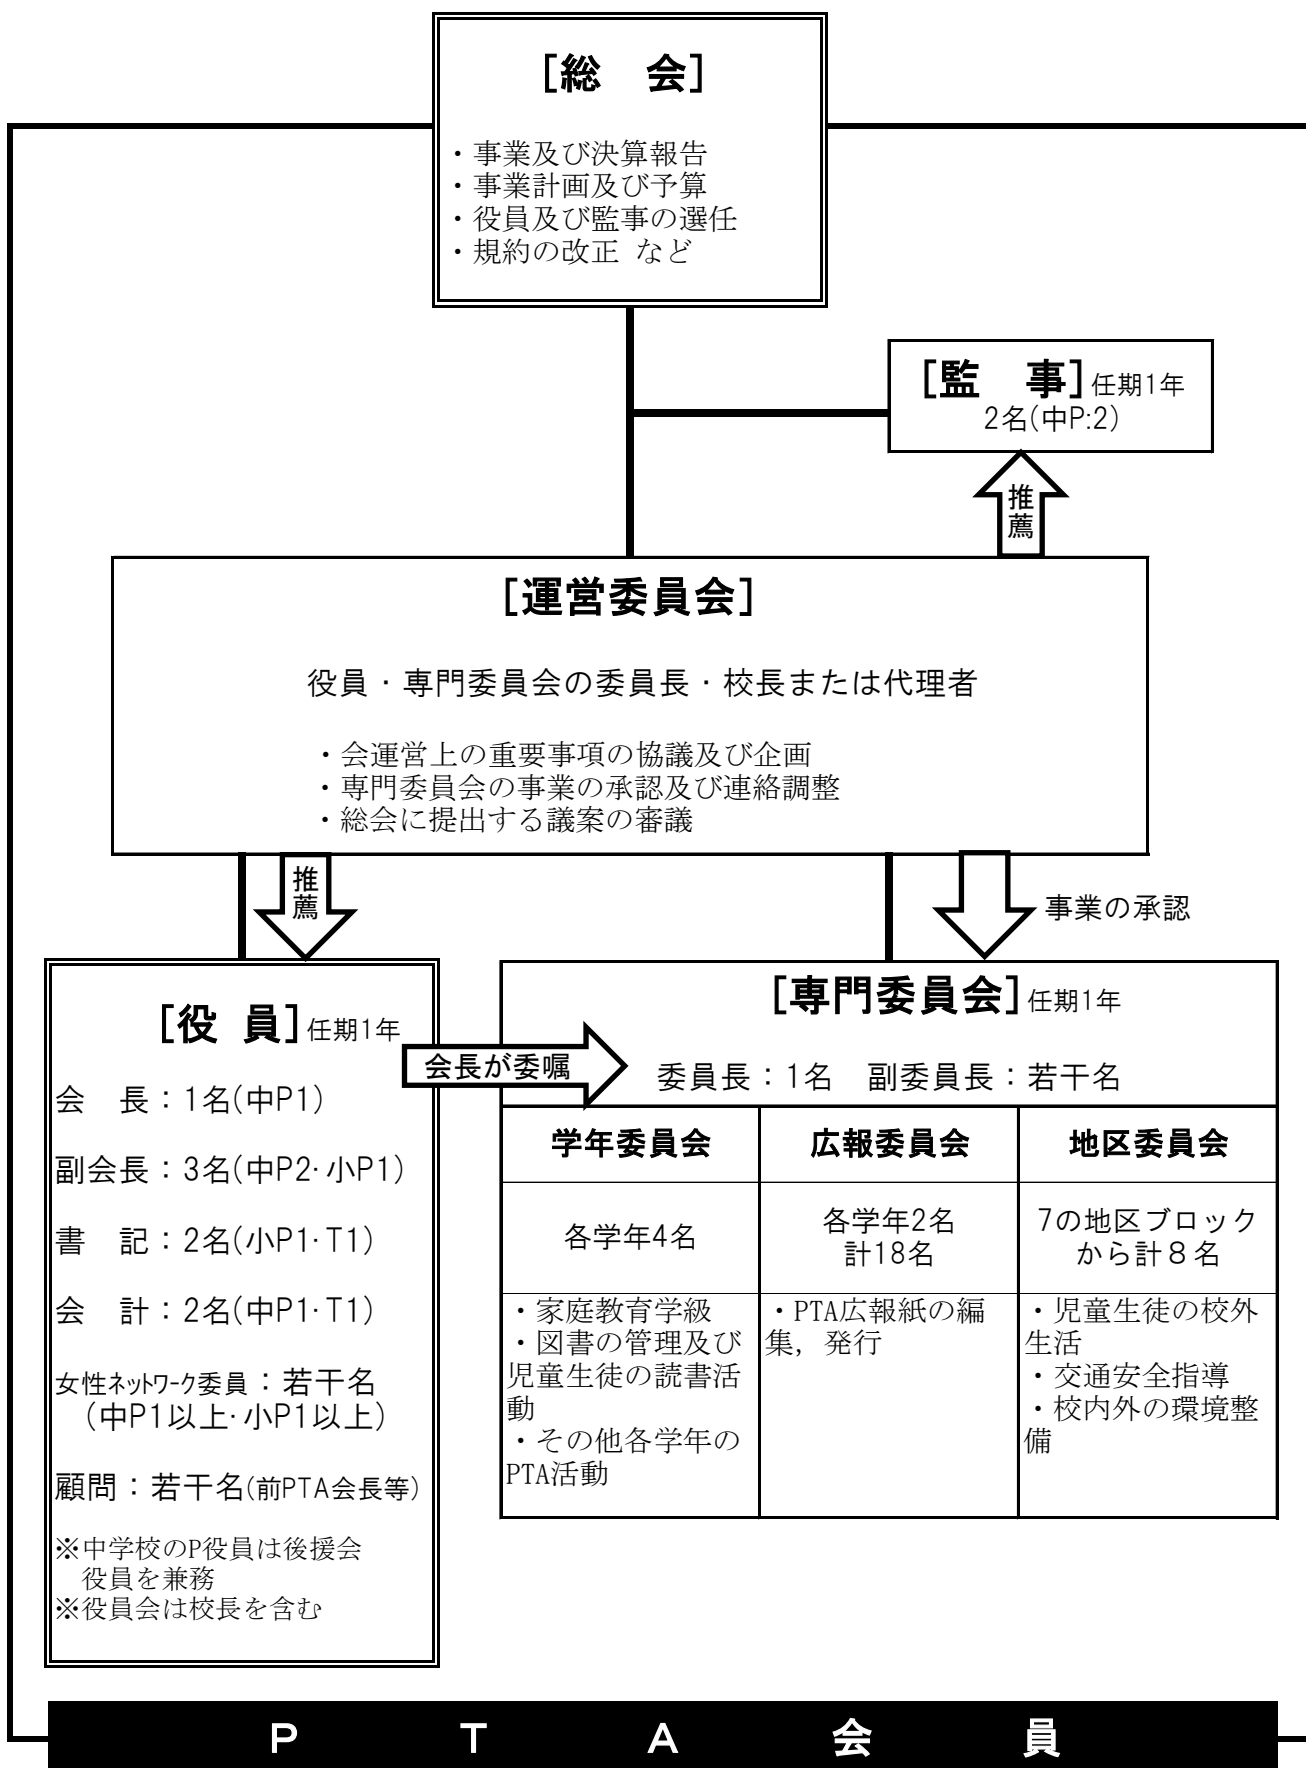 ［総　会］
・事業及び決算報告
・事業計画及び予算
・役員及び監事の選任
・規約の改正 など
［監　事］任期1年
2名(中P:2)
推薦
［運営委員会］
役員・専門委員会の委員長・校長または代理者
・会運営上の重要事項の協議及び企画
・専門委員会の事業の承認及び連絡調整
・総会に提出する議案の審議
推薦
事業の承認
［役 員］任期1年
会　長：1名(中P1)
副会長：3名(中P2･小P1)
書　記：2名(小P1･T1)
会　計：2名(中P1･T1)
女性ﾈｯﾄﾜｰｸ委員：若干名
（中P1以上･小P1以上）
顧問：若干名(前PTA会長等)
※中学校のP役員は後援会
役員を兼務
※役員会は校長を含む
会長が委嘱
［専門委員会］任期1年
委員長：1名　副委員長：若干名
学年委員会
各学年4名
・家庭教育学級
・図書の管理及び
児童生徒の読書活
動
・その他各学年の
PTA活動
広報委員会
各学年2名
計18名
・PTA広報紙の編
集，発行
地区委員会
7の地区ブロック
から計８名
・児童生徒の校外
生活
・交通安全指導
・校内外の環境整
備
Ｐ　Ｔ　Ａ　会　員